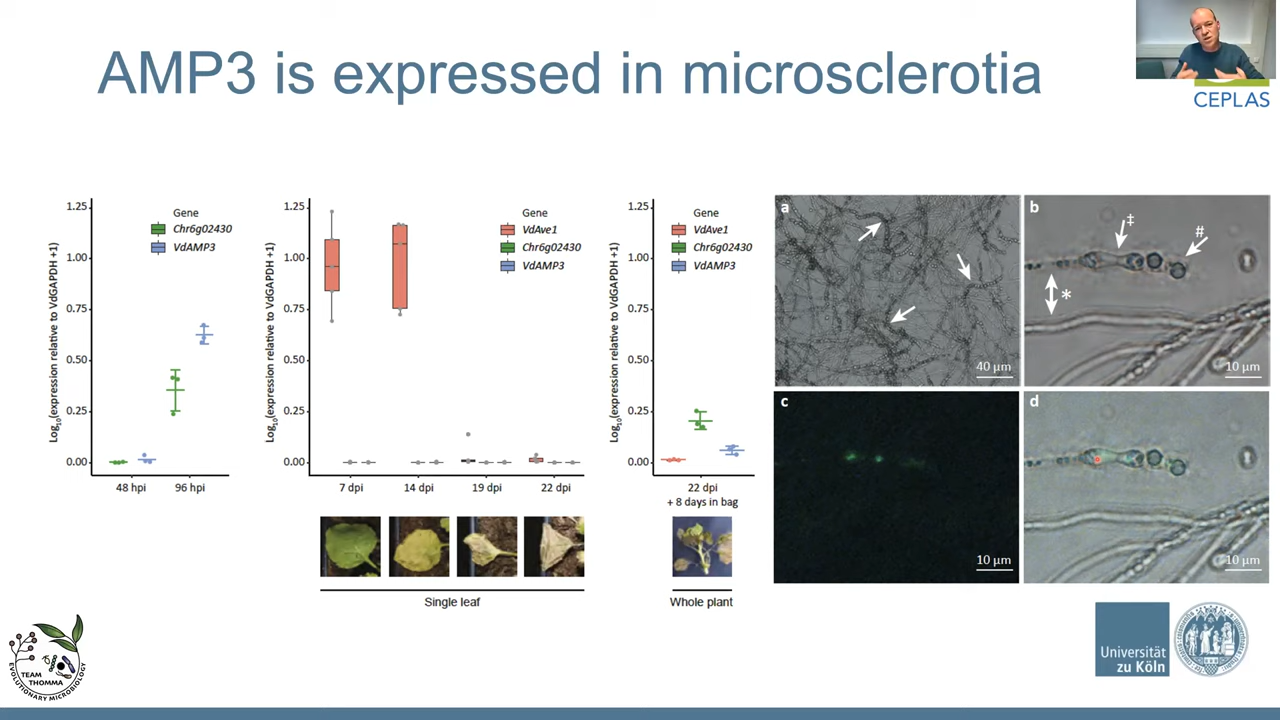 AMP3 is expressed in microsclerotia
CEPLAS
Log10(expression relative to VdGAPDH +1)
1.25
1.00
0.75
0.50
0.25
0.00
Gene
Chr6g02430
VdAMP3
48 hpi
96 hpi
Log10(expression relative to VdGAPDH +1)
1.25
1.00
0.75
0.50
0.25
0.00
Gene
VdAve1
Chr6g02430
VdAMP3
7 dpi
14 dpi
19 dpi
22 dpi
Single leaf
Log10(expression relative to VdGAPDH +1)
1.25
1.00
0.75
0.50
0.25
0.00
Gene
VdAve1
Chr6g02430
VdAMP3
22 dpi
+ 8 days in bag
Whole plant
a
40 µm
b
‡
#
*
10 µm
c
10 µm
d
10 µm
TEAM
THOMMA
EVOLUTIONARY MICROBIOLOGY
Universität
zu Köln